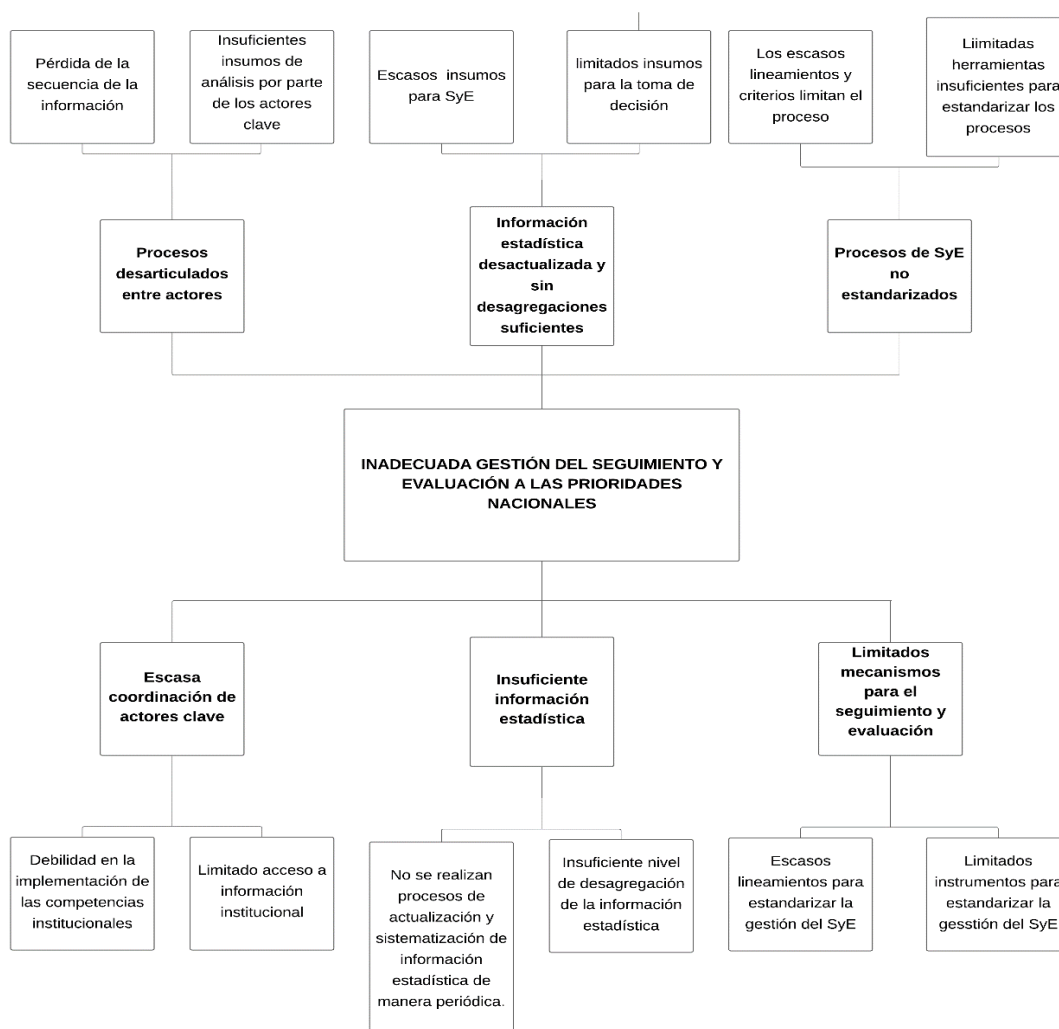 Pérdida de la
secuencia de la
información
Insuficientes
insumos de
análisis por parte
de los actores
clave
Escasos insumos
para SyE
limitados insumos
para la toma de
decisión
Los escasos
lineamientos y
criterios limitan el
proceso
Liimitadas
herramientas
insuficientes para
estandarizar los
procesos
Procesos
desarticulados
entre actores
Información
estadística
desactualizada y
sin
desagregaciones
suficientes
Procesos de SyE
no
estandarizados
INADECUADA GESTIÓN DEL SEGUIMIENTO Y
EVALUACIÓN A LAS PRIORIDADES
NACIONALES
Escasa
coordinación de
actores clave
Insuficiente
información
estadística
Limitados
mecanismos
para el
seguimiento y
evaluación
Debilidad en la
implementación de
las competencias
institucionales
Limitado acceso a
información
institucional
No se realizan
procesos de
actualización y
sistematización de
información
estadística de
manera periódica.
Insuficiente nivel
de desagregación
de la información
estadística
Escasos
lineamientos para
estandarizar la
gestión del SyE
Limitados
instrumentos para
estandarizar la
gesstión del SyE